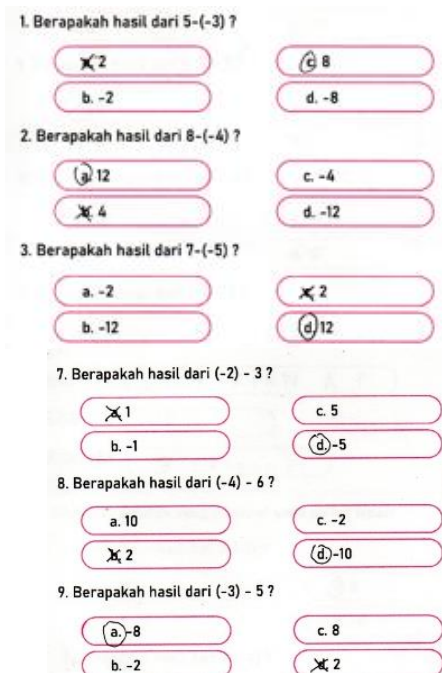 1. Berapakah hasil dari 5-(-3) ?
a. 2
c. 8
b. -2
d. -8
2. Berapakah hasil dari 8-(-4) ?
a. 12
c. -4
b. 4
d. -12
3. Berapakah hasil dari 7-(-5) ?
a. -2
c. 2
b. -12
d. 12
7. Berapakah hasil dari (-2) - 3 ?
a. 1
c. 5
b. -1
d. -5
8. Berapakah hasil dari (-4) - 6 ?
a. 10
c. -2
b. 2
d. -10
9. Berapakah hasil dari (-3) - 5 ?
a. -8
c. 8
b. -2
d. 2